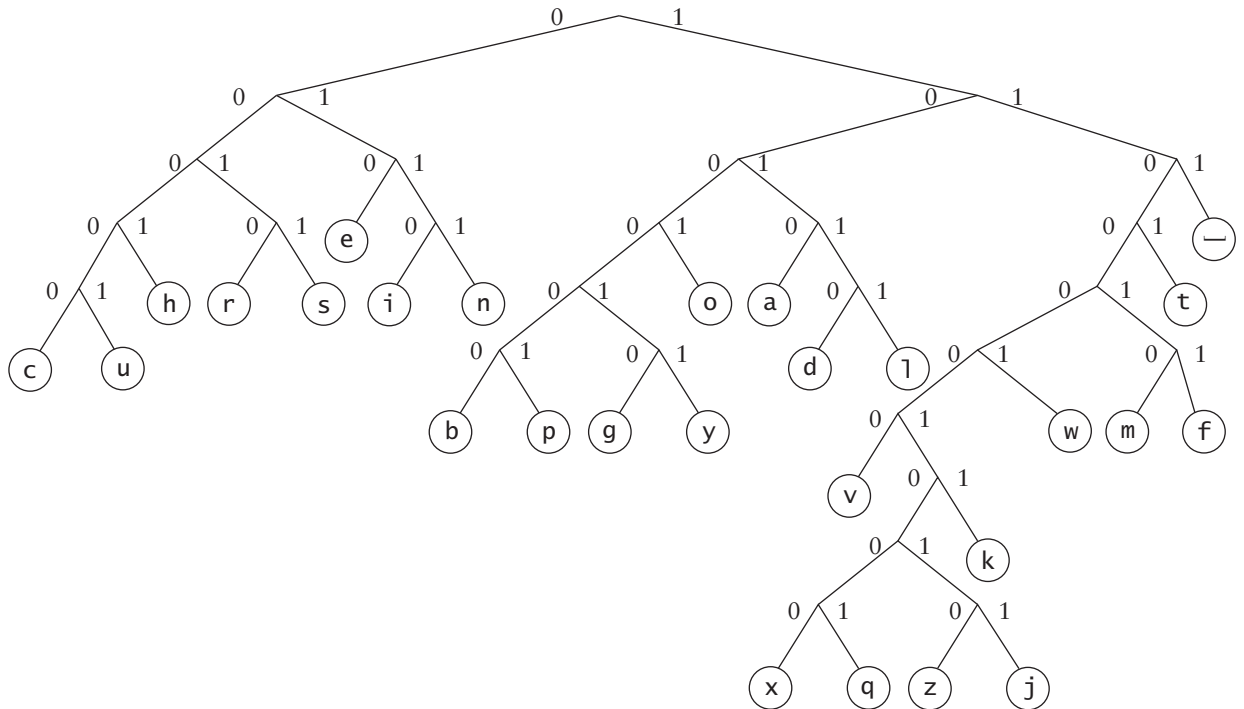 0 1
0 1 0 1
0 1 0 1 0 1 0 1
0 1 0 1 e 0 1 0 1 0 1 0 1 ␣
0 1 h r s i n 0 1 o a 0 1 0 1 t
c u 0 1 0 1 d l 0 1 0 1
b p g y 0 1 w m f
v 0 1
0 1 k
0 1 0 1
x q z j